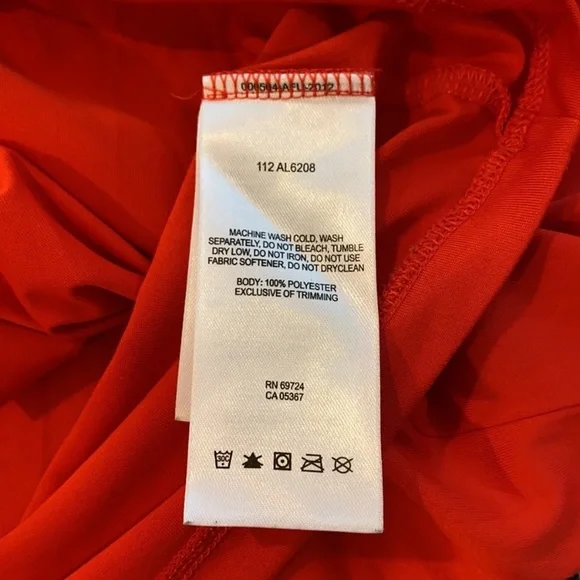 112 AL6208
MACHINE WASH COLD, WASH
SEPARATELY, DO NOT BLEACH, TUMBLE
DRY LOW, DO NOT IRON, DO NOT USE
FABRIC SOFTENER, DO NOT DRYCLEAN
BODY: 100% POLYESTER
EXCLUSIVE OF TRIMMING
RN 69724
CA 05367
30C